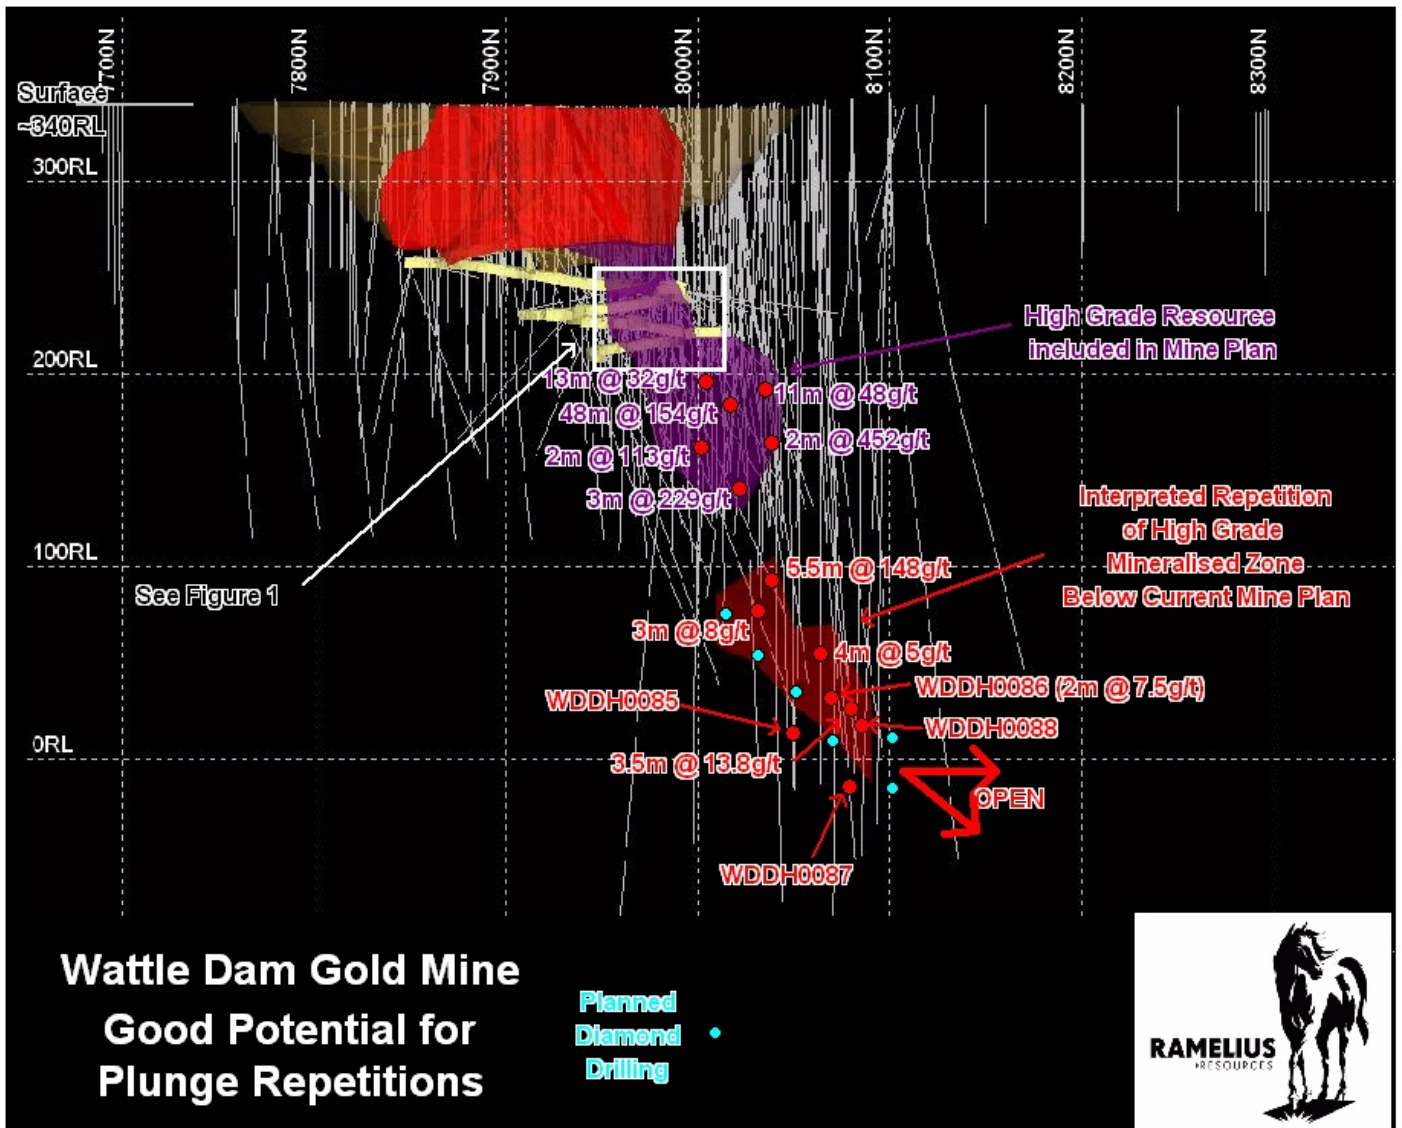 7700N
7800N
7900N
8000N
8100N
8200N
8300N
Surface
~340RL
300RL
200RL
100RL
0RL
High Grade Resource
included in Mine Plan
13m @ 32g/t
11m @ 48g/t
48m @ 154g/t
2m @ 452g/t
2m @ 113g/t
3m @ 229g/t
Interpreted Repetition
of High Grade
Mineralised Zone
Below Current Mine Plan
See Figure 1
5.5m @ 148g/t
3m @ 8g/t
4m @ 5g/t
WDDH0086 (2m @ 7.5g/t)
WDDH0085
WDDH0088
3.5m @ 13.8g/t
OPEN
WDDH0087
Wattle Dam Gold Mine
Good Potential for
Plunge Repetitions
Planned
Diamond
Drilling
RAMELIUS
RESOURCES